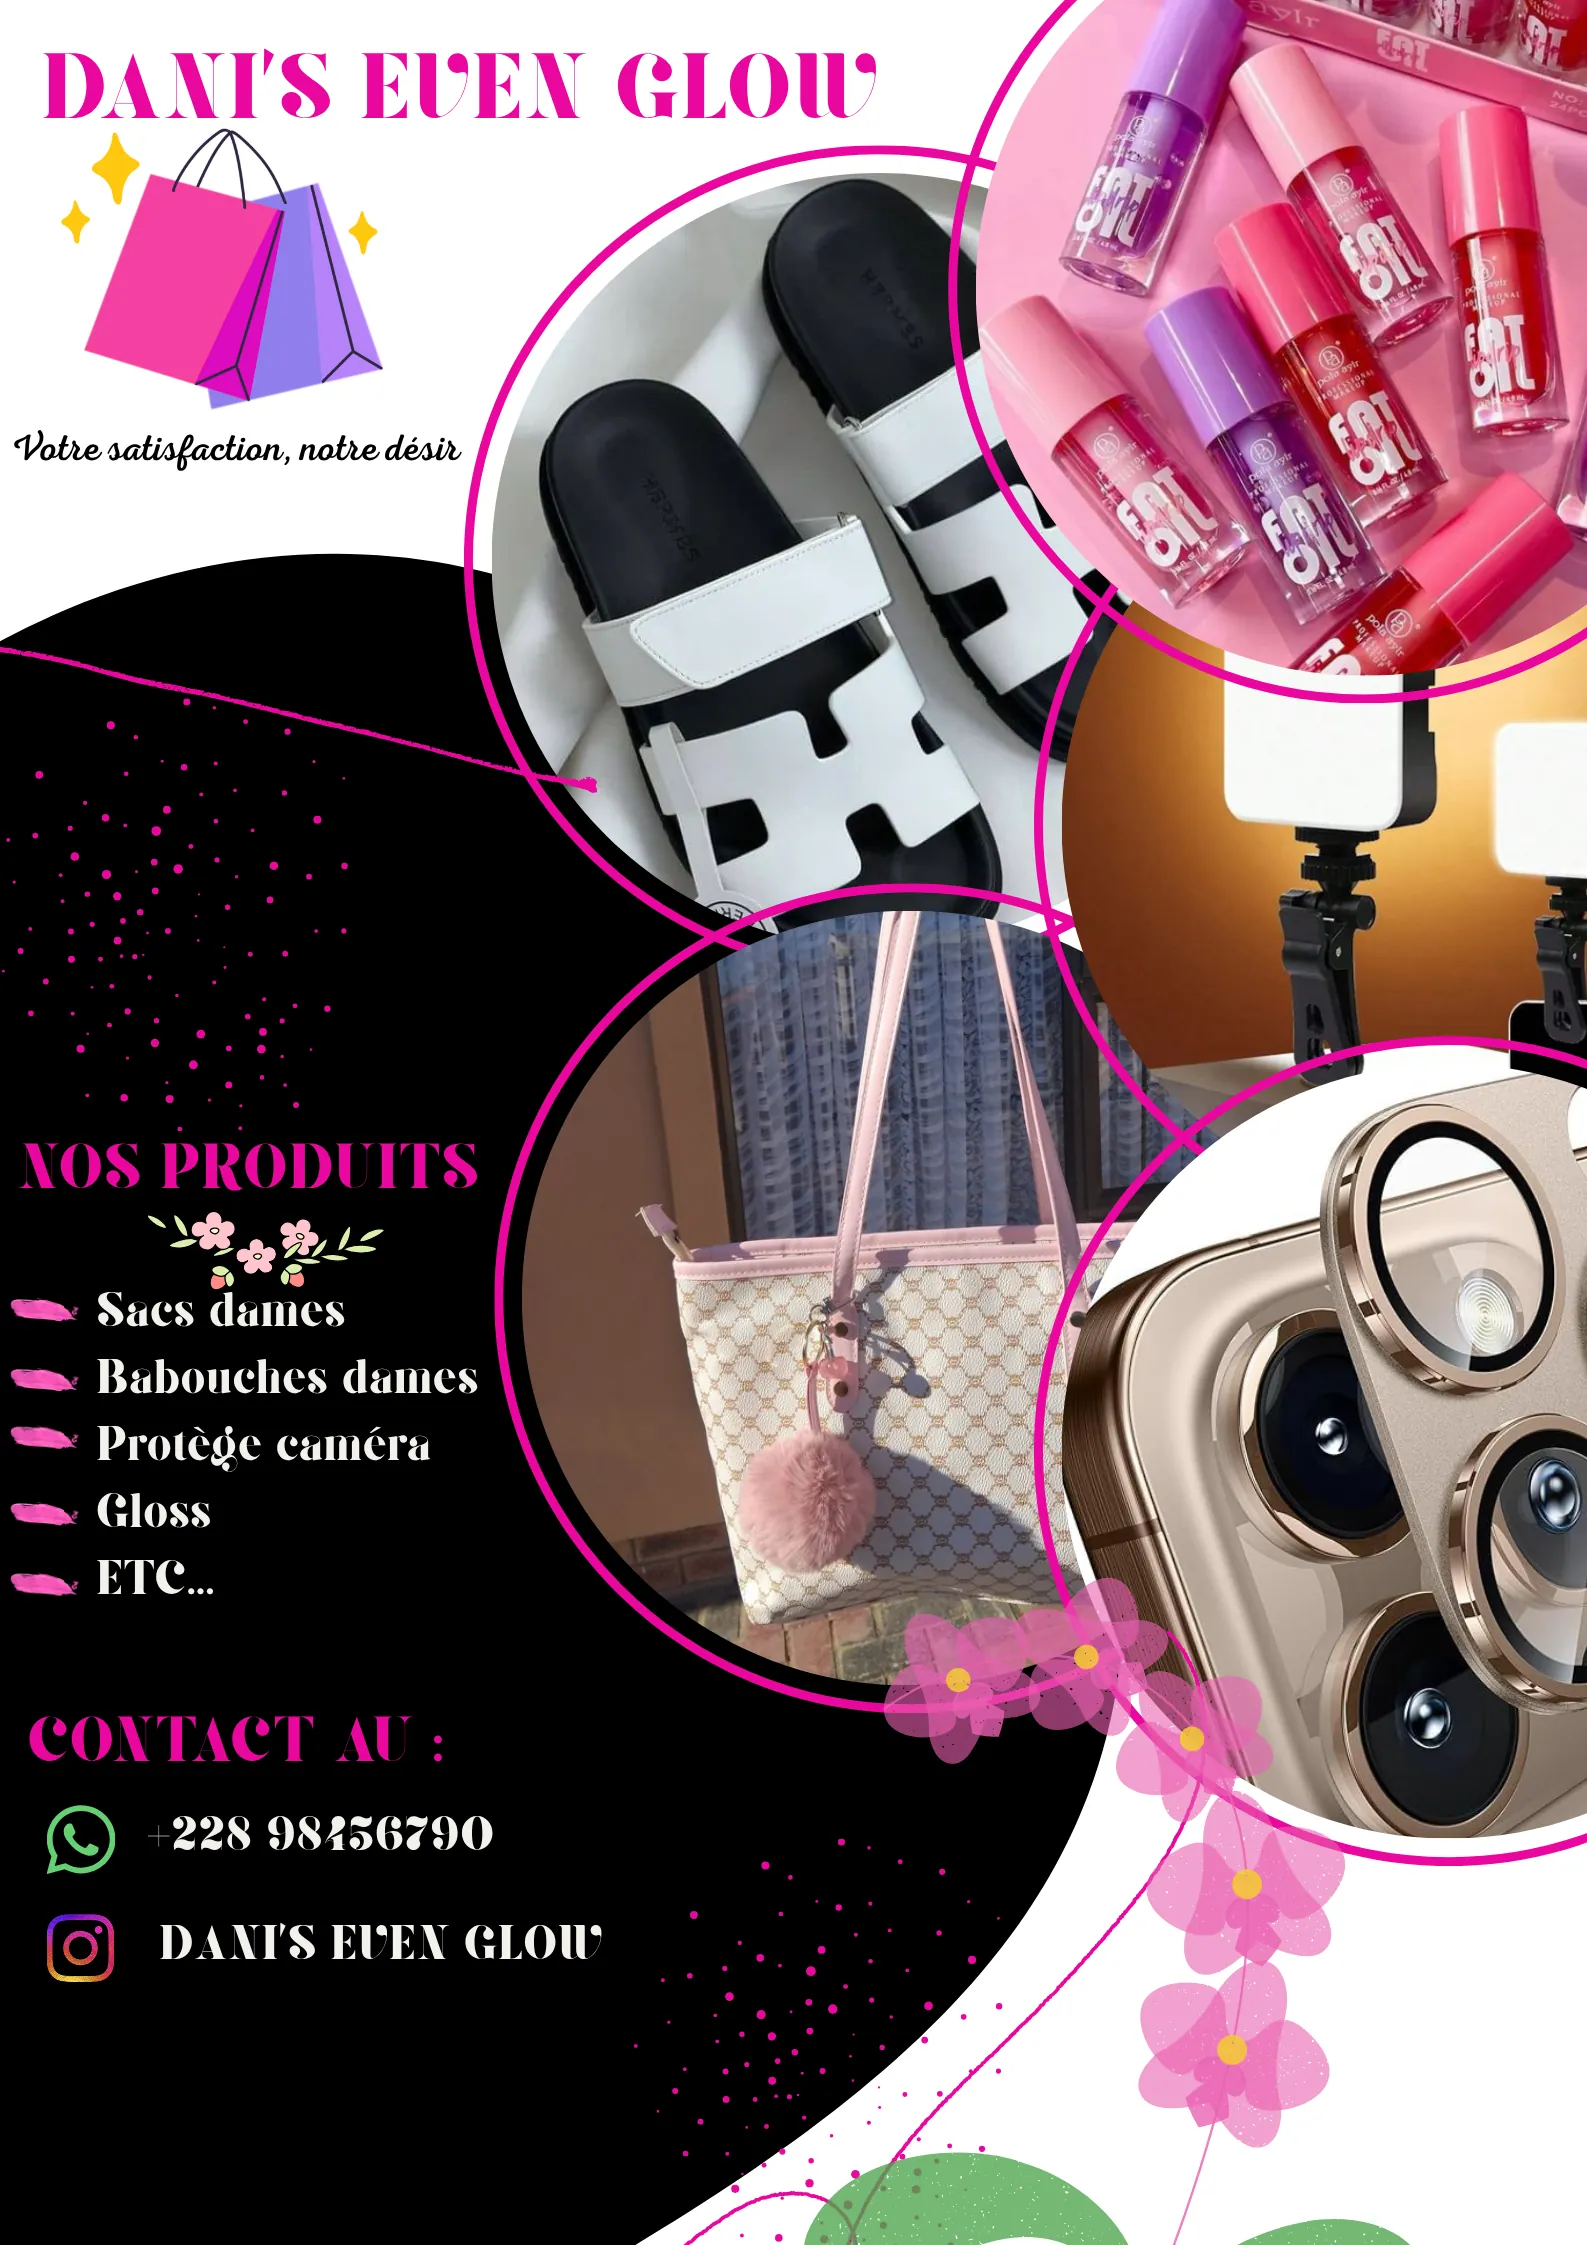 DANI'S EVEN GLOW
Votre satisfaction, notre désir
NOS PRODUITS
Sacs dames
Babouches dames
Protège caméra
Gloss
ETC...
CONTACT AU :
+228 98456790
DANI'S EVEN GLOW